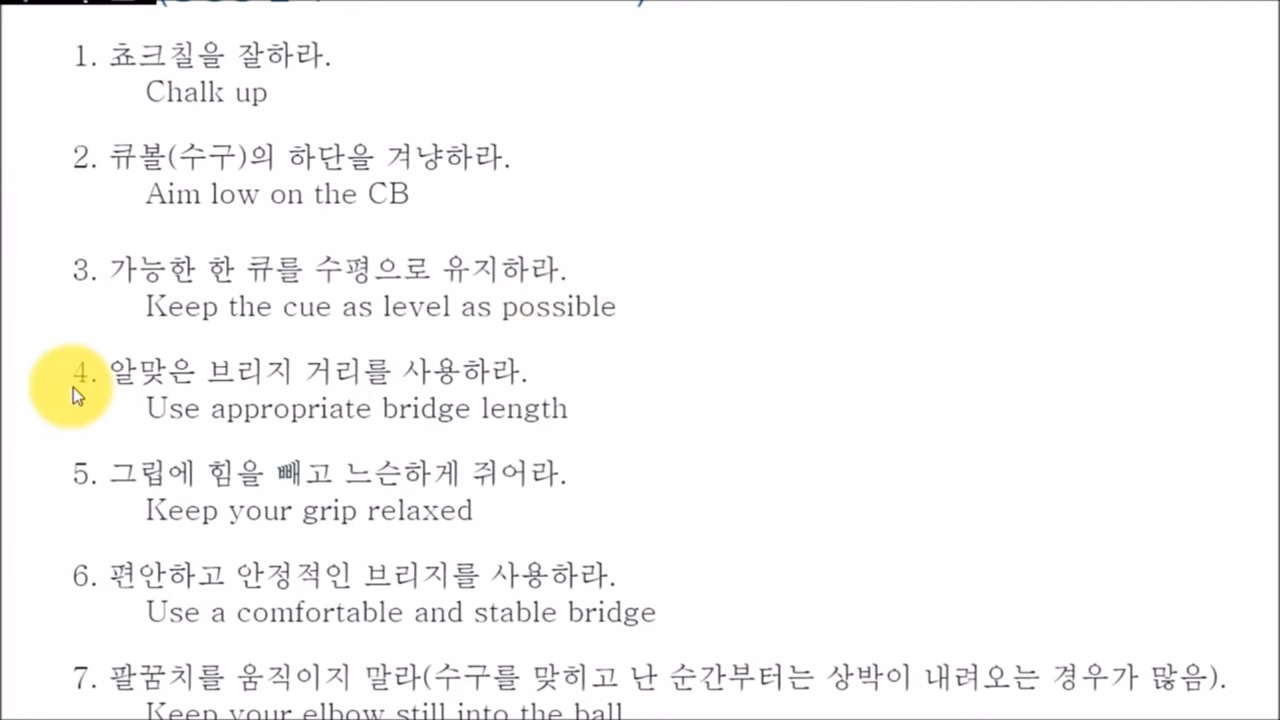 1. 쵸크칠을 잘하라.
Chalk up
2. 큐볼(수구)의 하단을 겨냥하라.
Aim low on the CB
3. 가능한 한 큐를 수평으로 유지하라.
Keep the cue as level as possible
4. 알맞은 브리지 거리를 사용하라.
Use appropriate bridge length
5. 그립에 힘을 빼고 느슨하게 쥐어라.
Keep your grip relaxed
6. 편안하고 안정적인 브리지를 사용하라.
Use a comfortable and stable bridge
7. 팔꿈치를 움직이지 말라(수구를 맞히고 난 순간부터는 상박이 내려오는 경우가 많음).
Keep your elbow still into the ball